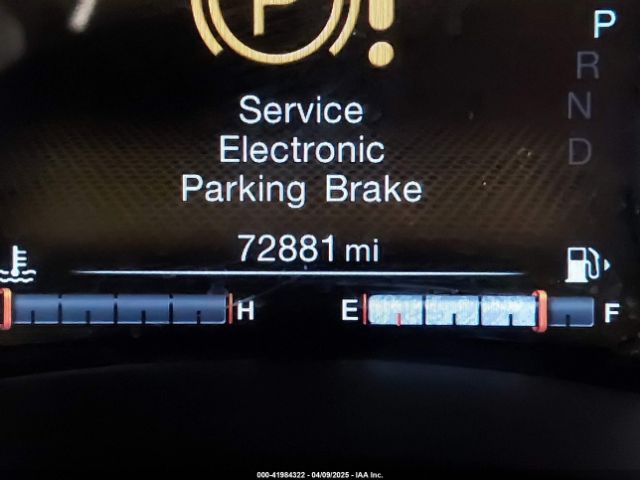 P !
P
R
N
D
Service
Electronic
Parking Brake
72881 mi
H
E
F
000-41984322 - 04/09/2025 - IAA Inc.